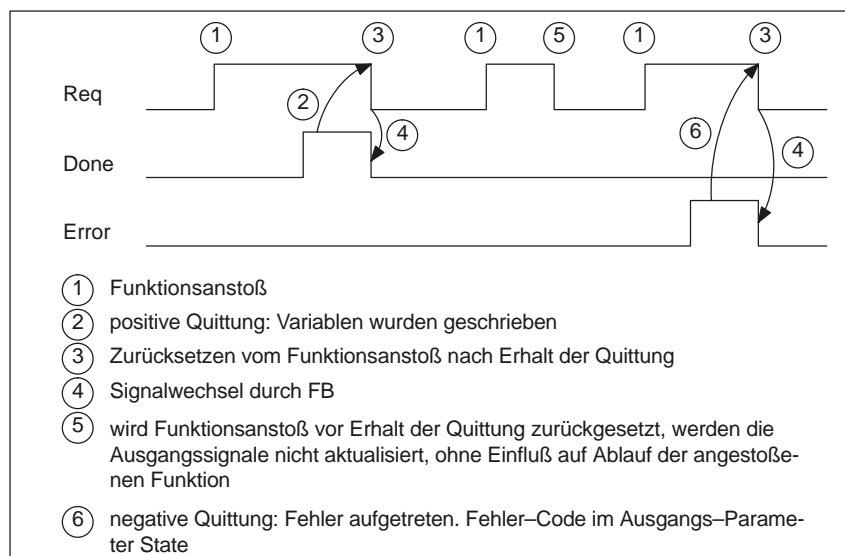 1 3 1 5 1 3
Req
2
4
6
4
Done
Error
1 Funktionsanstoß
2 positive Quittung: Variablen wurden geschrieben
3 Zurücksetzen vom Funktionsanstoß nach Erhalt der Quittung
4 Signalwechsel durch FB
5 wird Funktionsanstoß vor Erhalt der Quittung zurückgesetzt, werden die
Ausgangssignale nicht aktualisiert, ohne Einfluß auf Ablauf der angestoße-
nen Funktion
6 negative Quittung: Fehler aufgetreten. Fehler–Code im Ausgangs–Parame-
ter State